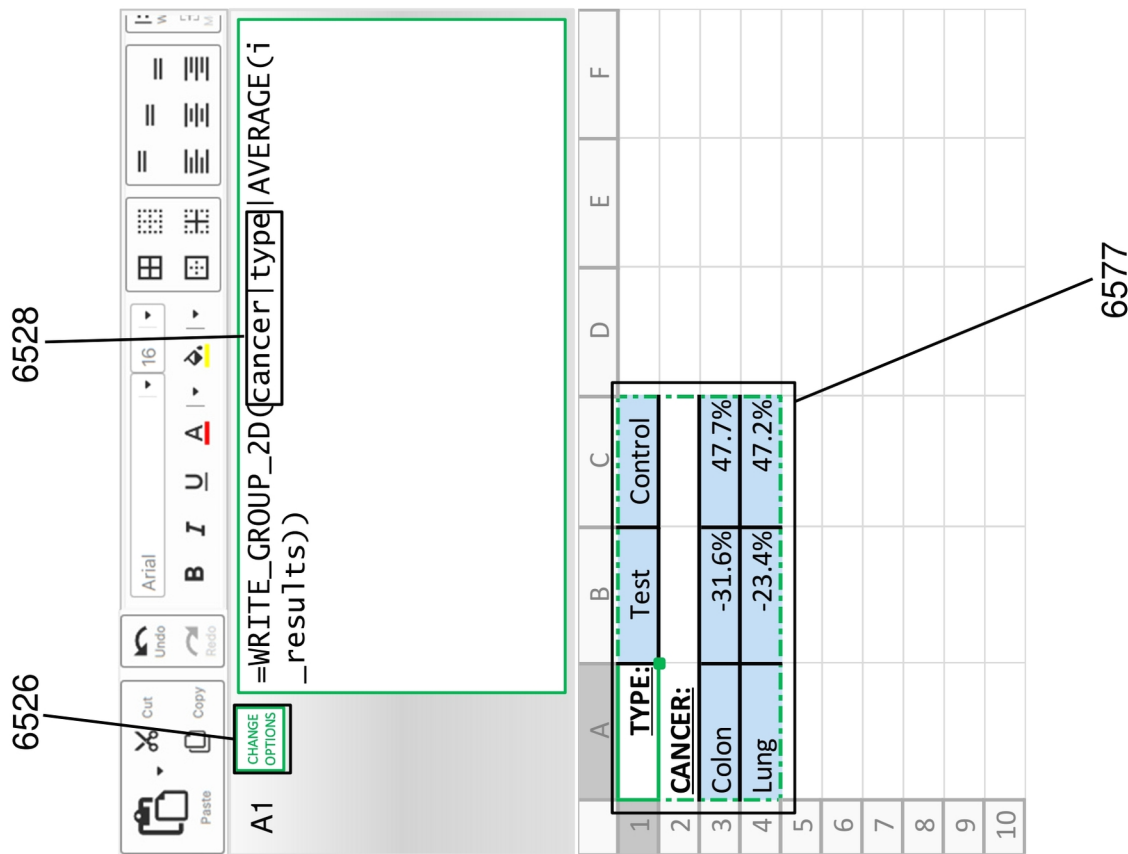 6526
6528
Paste
Cut
Copy
Undo
Redo
Arial
16
B I U A
A1
CHANGE
OPTIONS
=WRITE_GROUP_2D(cancer|type|AVERAGE(i
_results))
A B C D E F
1 TYPE: Test Control
2 CANCER:
3 Colon -31.6% 47.7%
4 Lung -23.4% 47.2%
5
6
7
8
9
10
6577